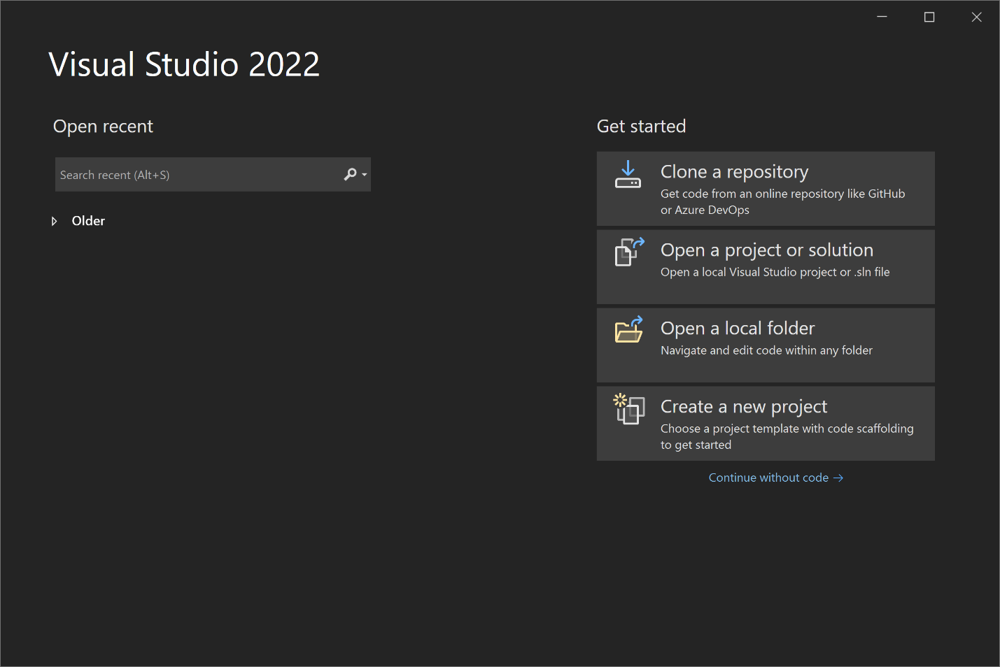 Visual Studio 2022
Open recent
Search recent (Alt+S)
Older
Get started
Clone a repository
Get code from an online repository like GitHub
or Azure DevOps
Open a project or solution
Open a local Visual Studio project or .sln file
Open a local folder
Navigate and edit code within any folder
Create a new project
Choose a project template with code scaffolding
to get started
Continue without code →